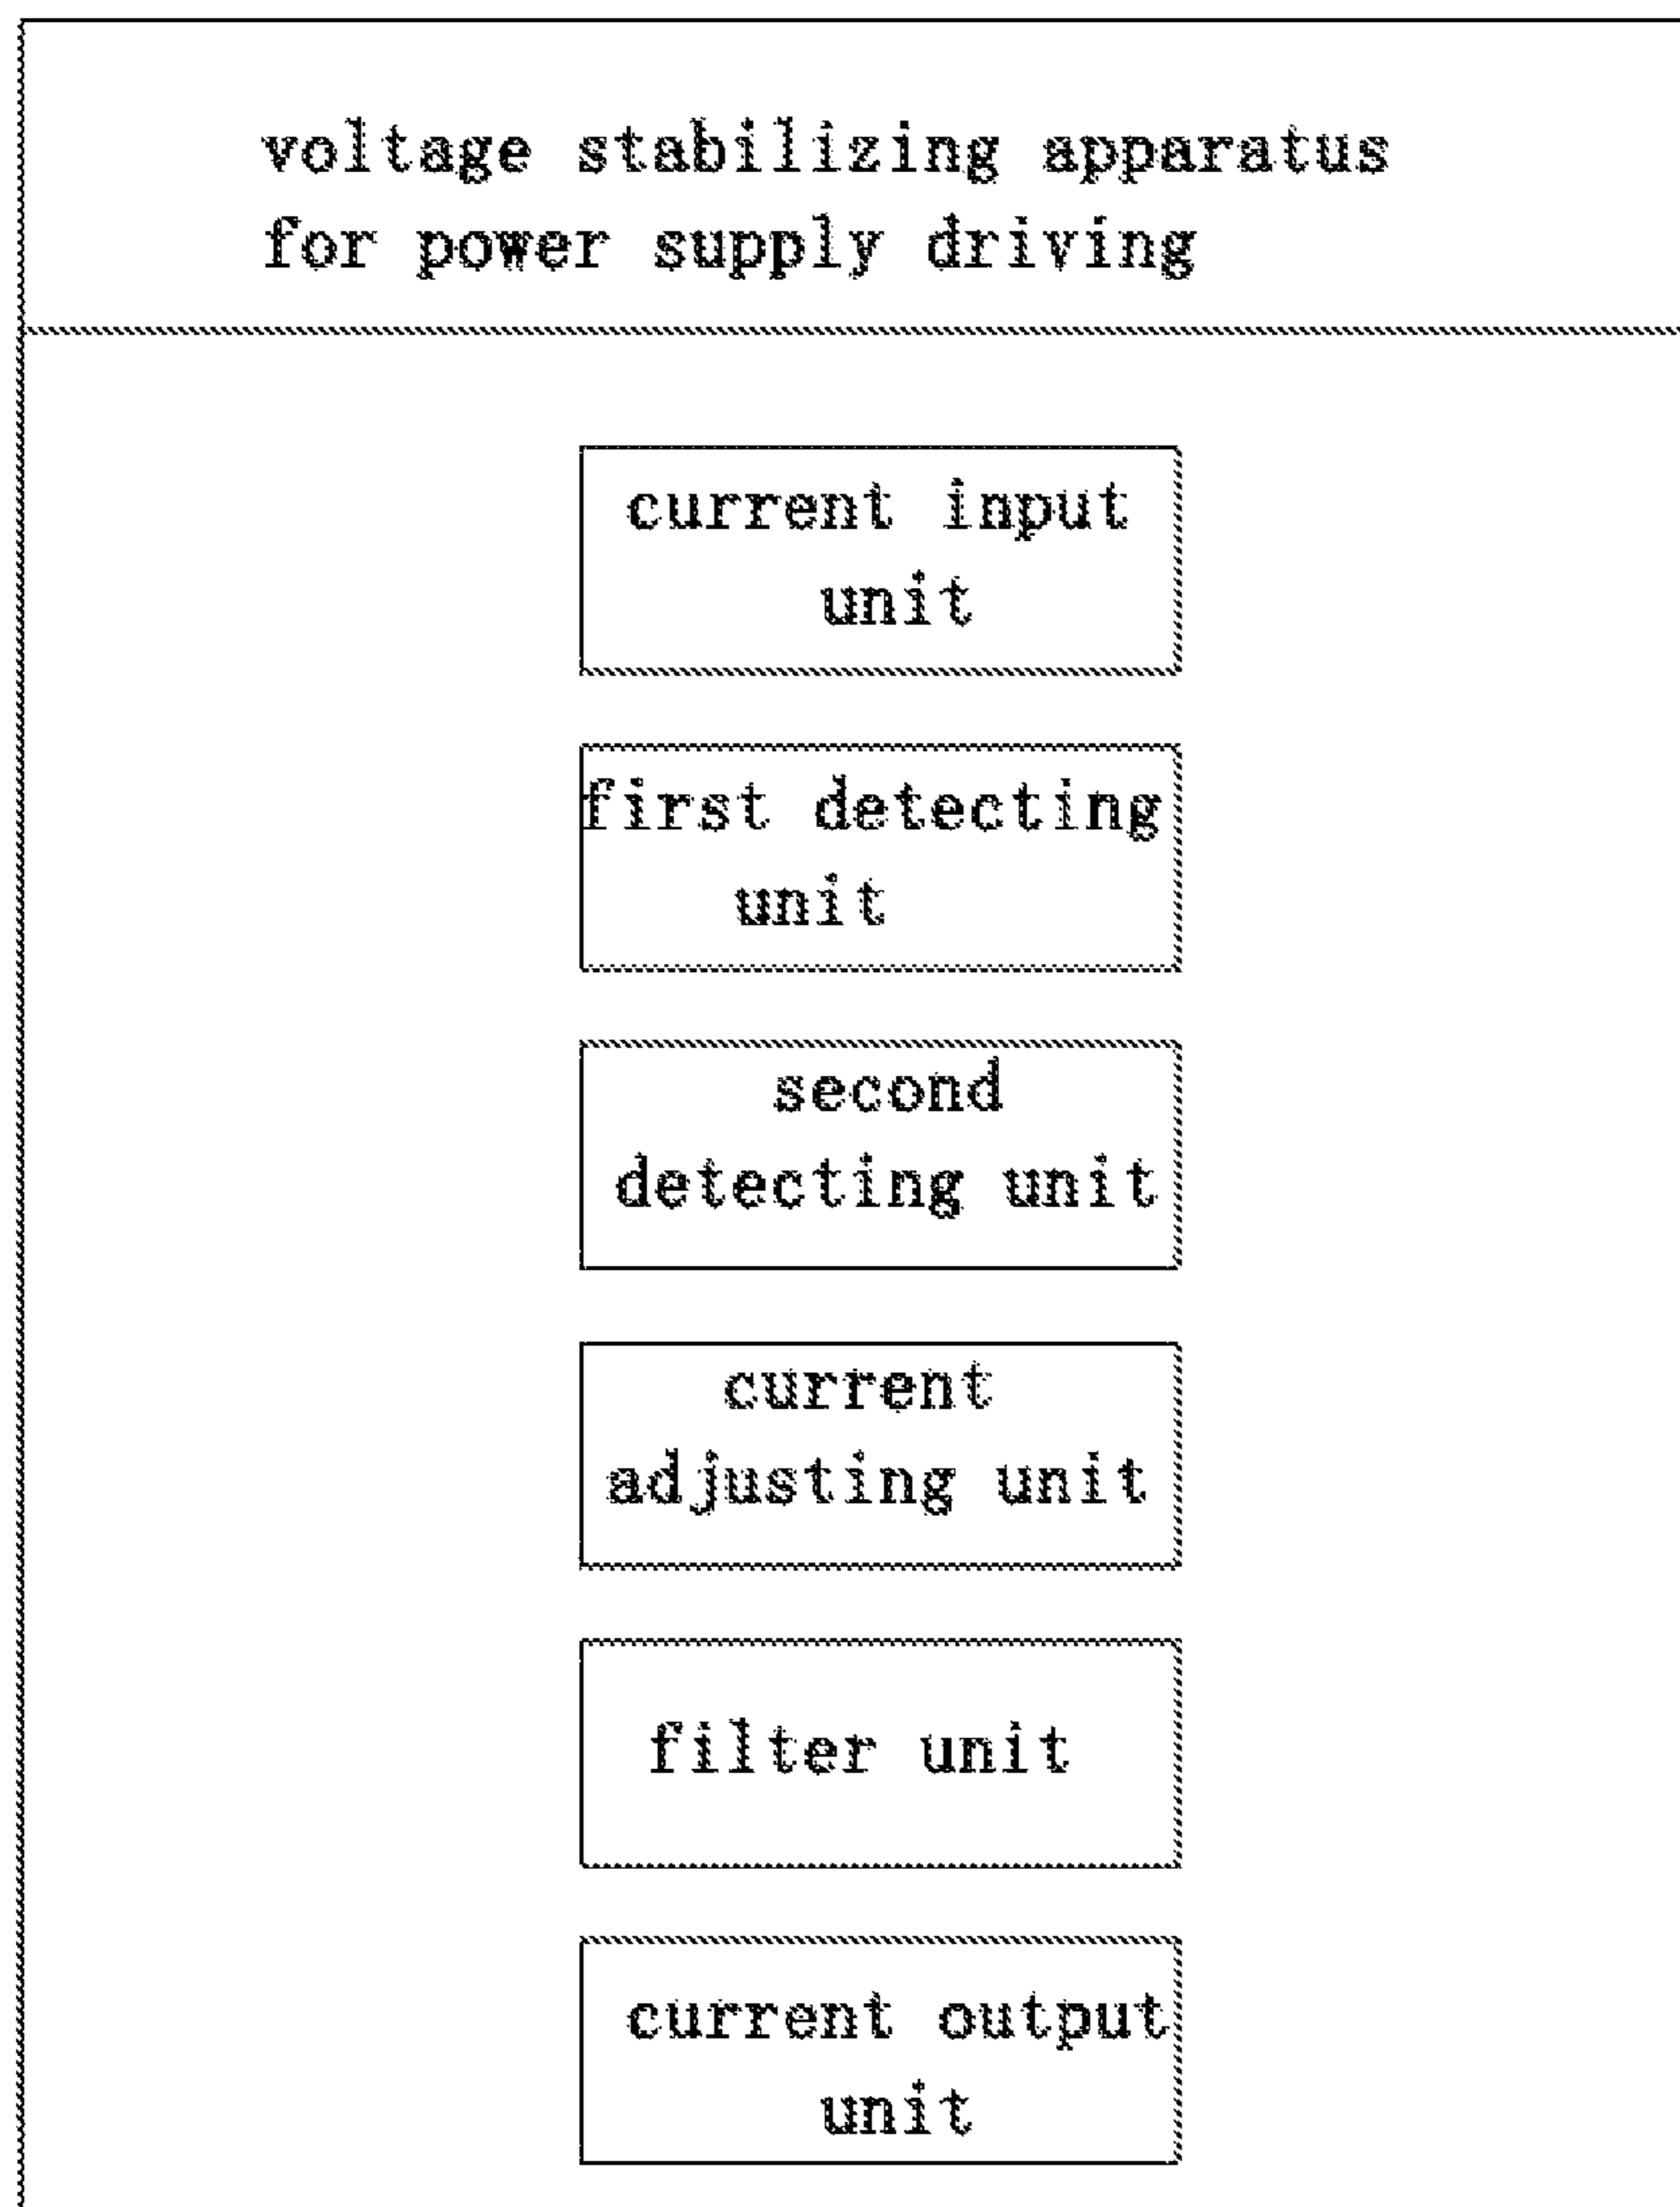 voltage stabilizing apparatus
for power supply driving
current input
unit
first detecting
unit
second
detecting unit
current
adjusting unit
filter unit
current output
unit